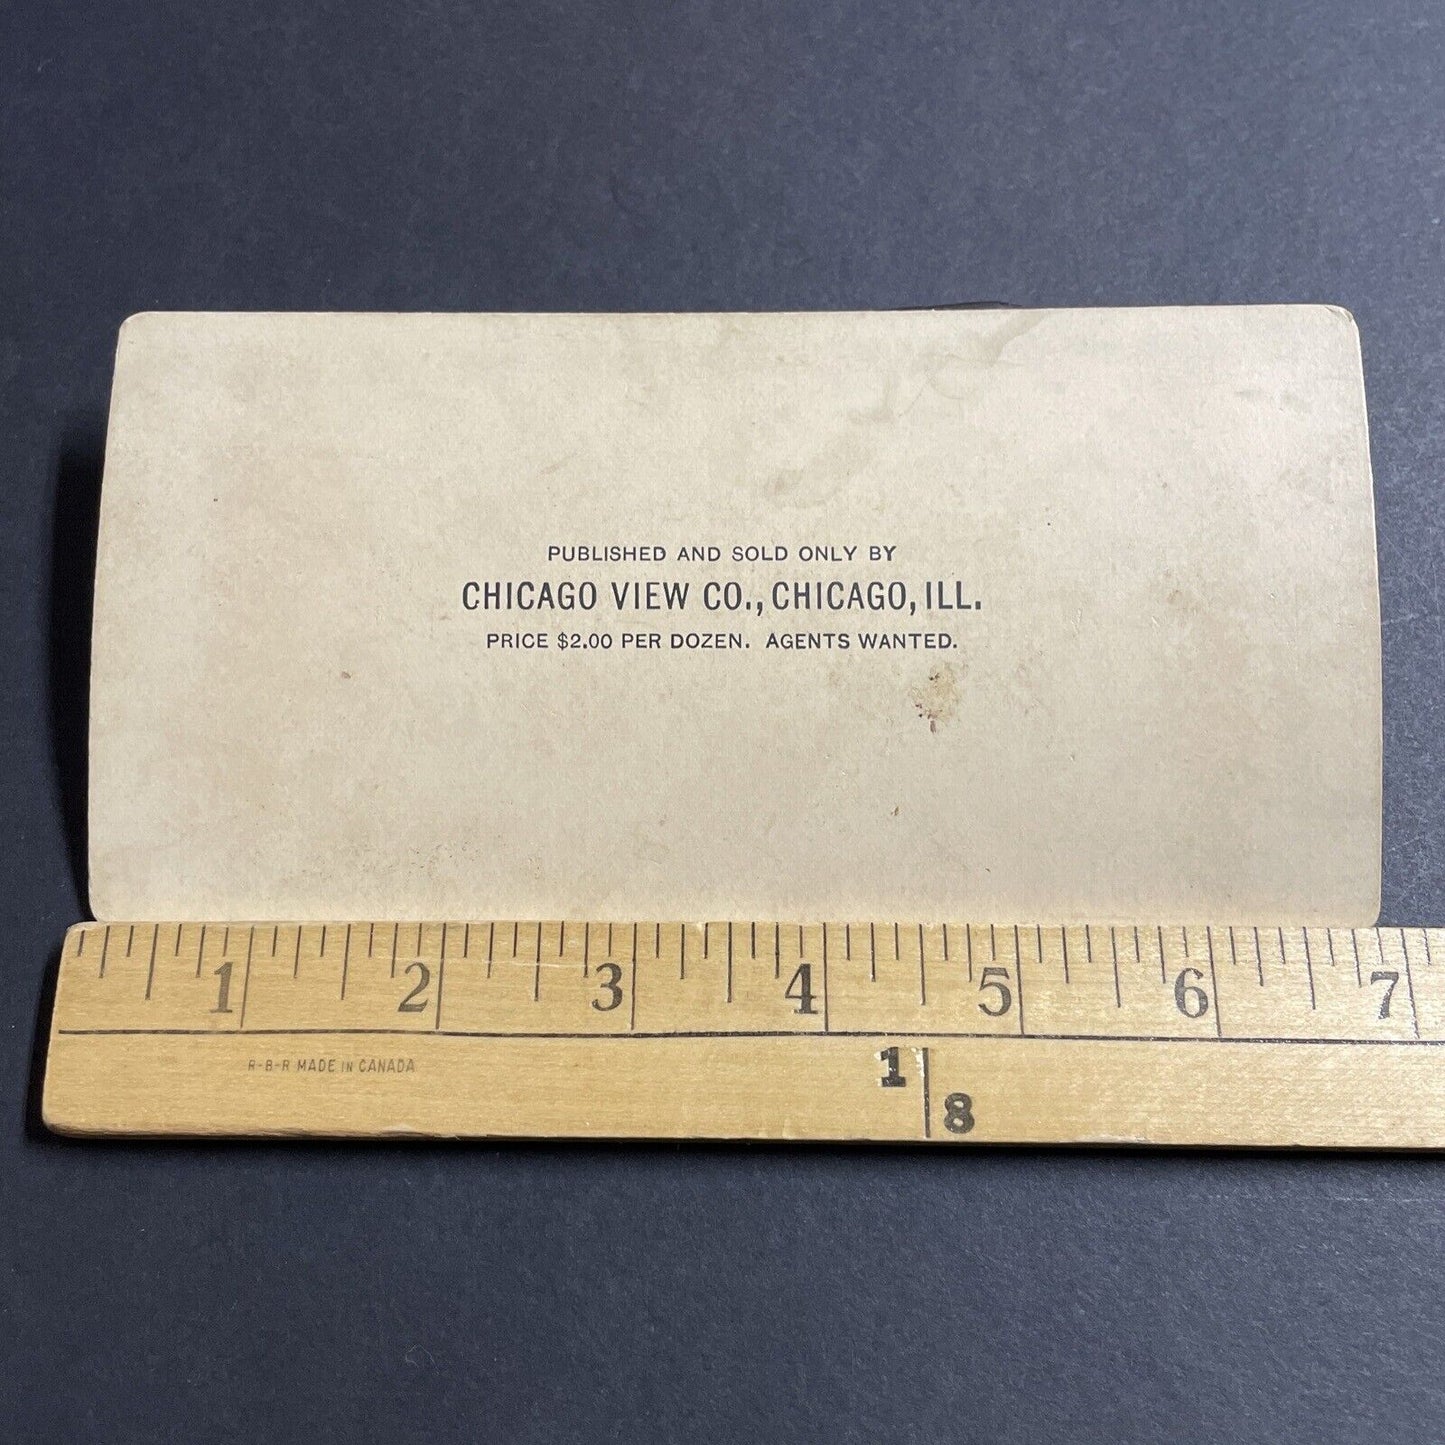 PUBLISHED AND SOLD ONLY BY
CHICAGO VIEW CO., CHICAGO, ILL.
PRICE $2.00 PER DOZEN. AGENTS WANTED.
1 2 3 4 5 6 7
R-B-R MADE IN CANADA
1
8